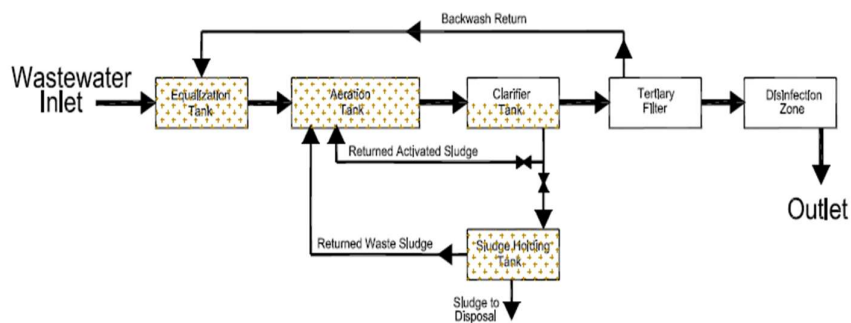 Backwash Return
Wastewater
Inlet
Equalization
Tank
Aeration
Tank
Clarifier
Tank
Tertiary
Filter
Disinfection
Zone
Returned Activated Sludge
Outlet
Returned Waste Sludge
Sludge Holding
Tank
Sludge to
Disposal